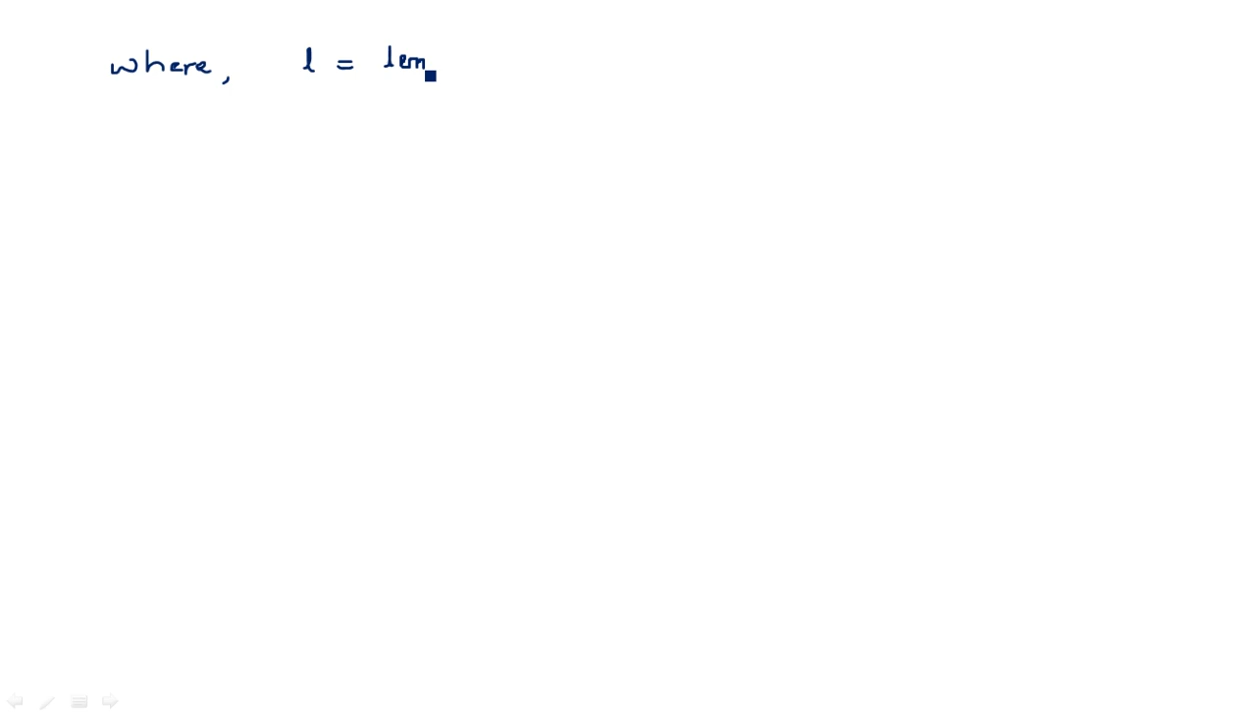 where, l = len